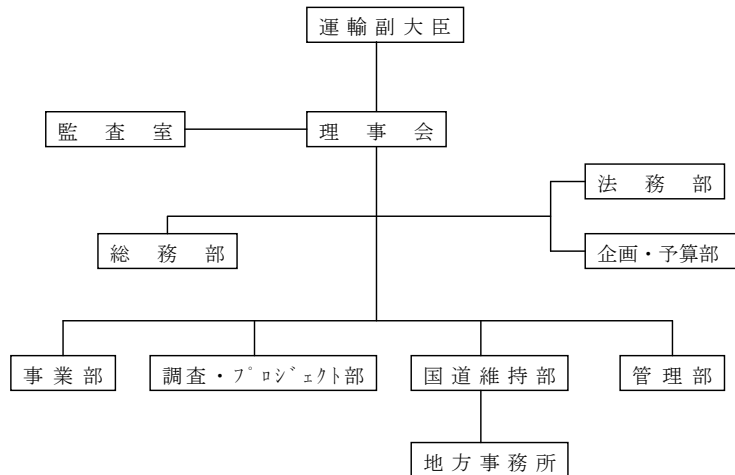 運輸副大臣
監査室
理事会
法務部
総務部
企画・予算部
事業部
調査・ﾌﾟﾛｼﾞｪｸﾄ部
国道維持部
管理部
地方事務所